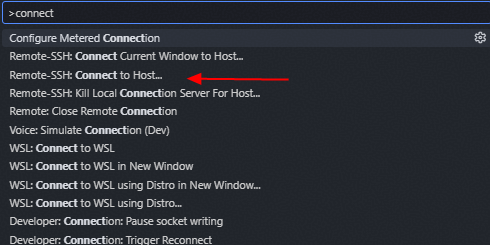 >connect
Configure Metered Connection
Remote-SSH: Connect Current Window to Host...
Remote-SSH: Connect to Host...
Remote-SSH: Kill Local Connection Server For Host...
Remote: Close Remote Connection
Voice: Simulate Connection (Dev)
WSL: Connect to WSL
WSL: Connect to WSL in New Window
WSL: Connect to WSL using Distro in New Window...
WSL: Connect to WSL using Distro...
Developer: Connection: Pause socket writing
Developer: Connection: Trigger Reconnect